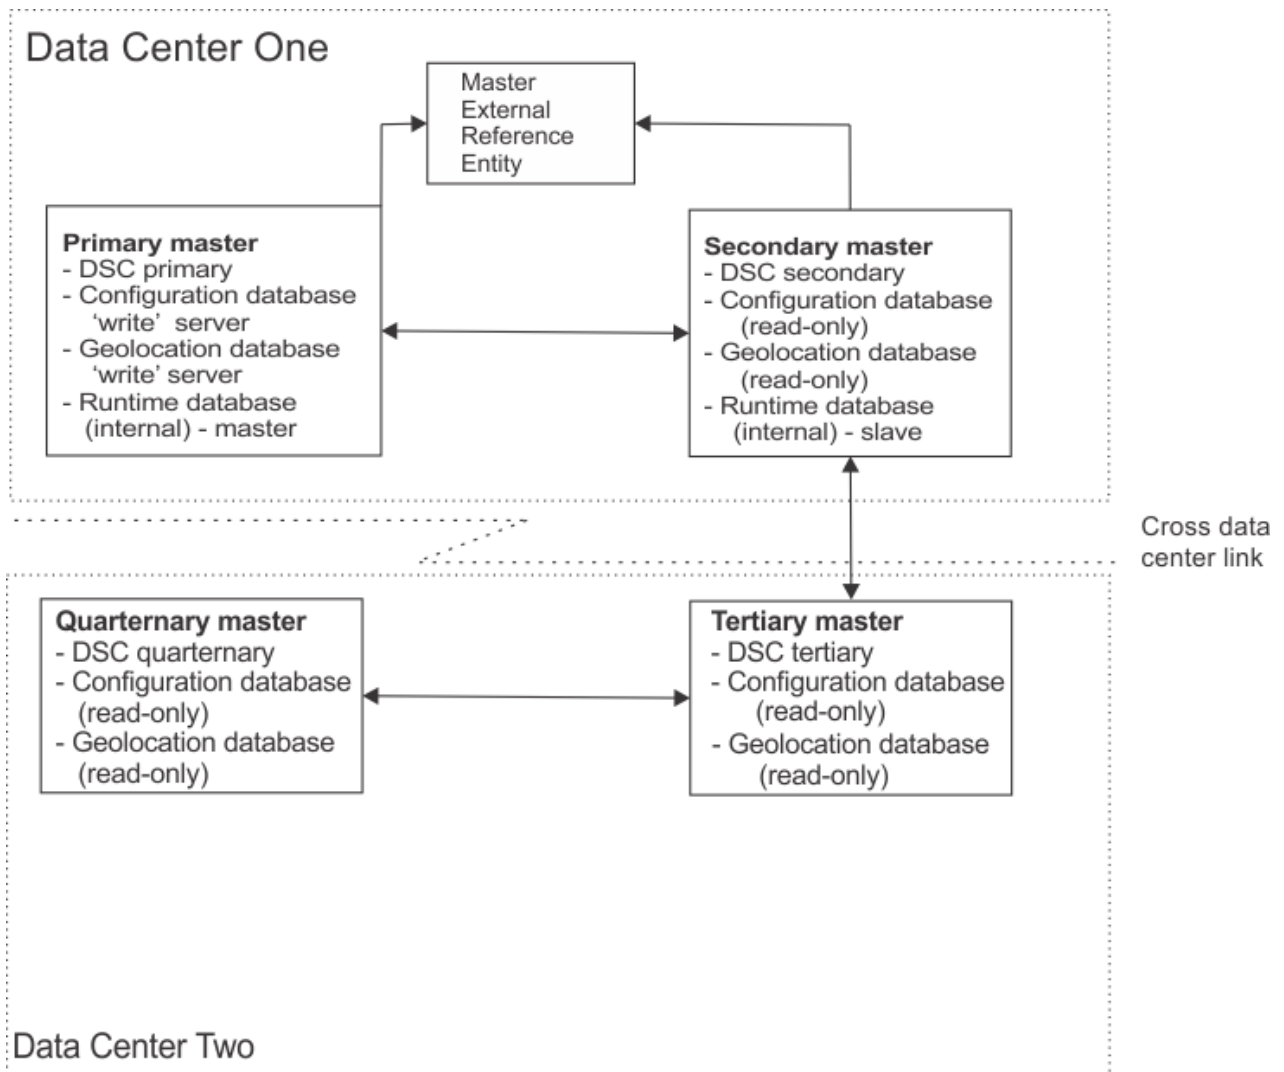 Data Center One
Master
External
Reference
Entity
Primary master
- DSC primary
- Configuration database
‘write’ server
- Geolocation database
‘write’ server
- Runtime database
(internal) - master
Secondary master
- DSC secondary
- Configuration database
(read-only)
- Geolocation database
(read-only)
- Runtime database
(internal) - slave
Cross data
center link
Quarternary master
- DSC quarternary
- Configuration database
(read-only)
- Geolocation database
(read-only)
Tertiary master
- DSC tertiary
- Configuration database
(read-only)
- Geolocation database
(read-only)
Data Center Two